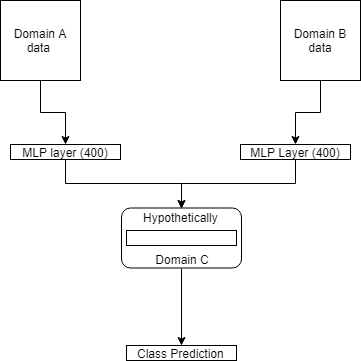 Domain A
data
Domain B
data
MLP layer (400)
MLP Layer (400)
Hypothetically
Domain C
Class Prediction